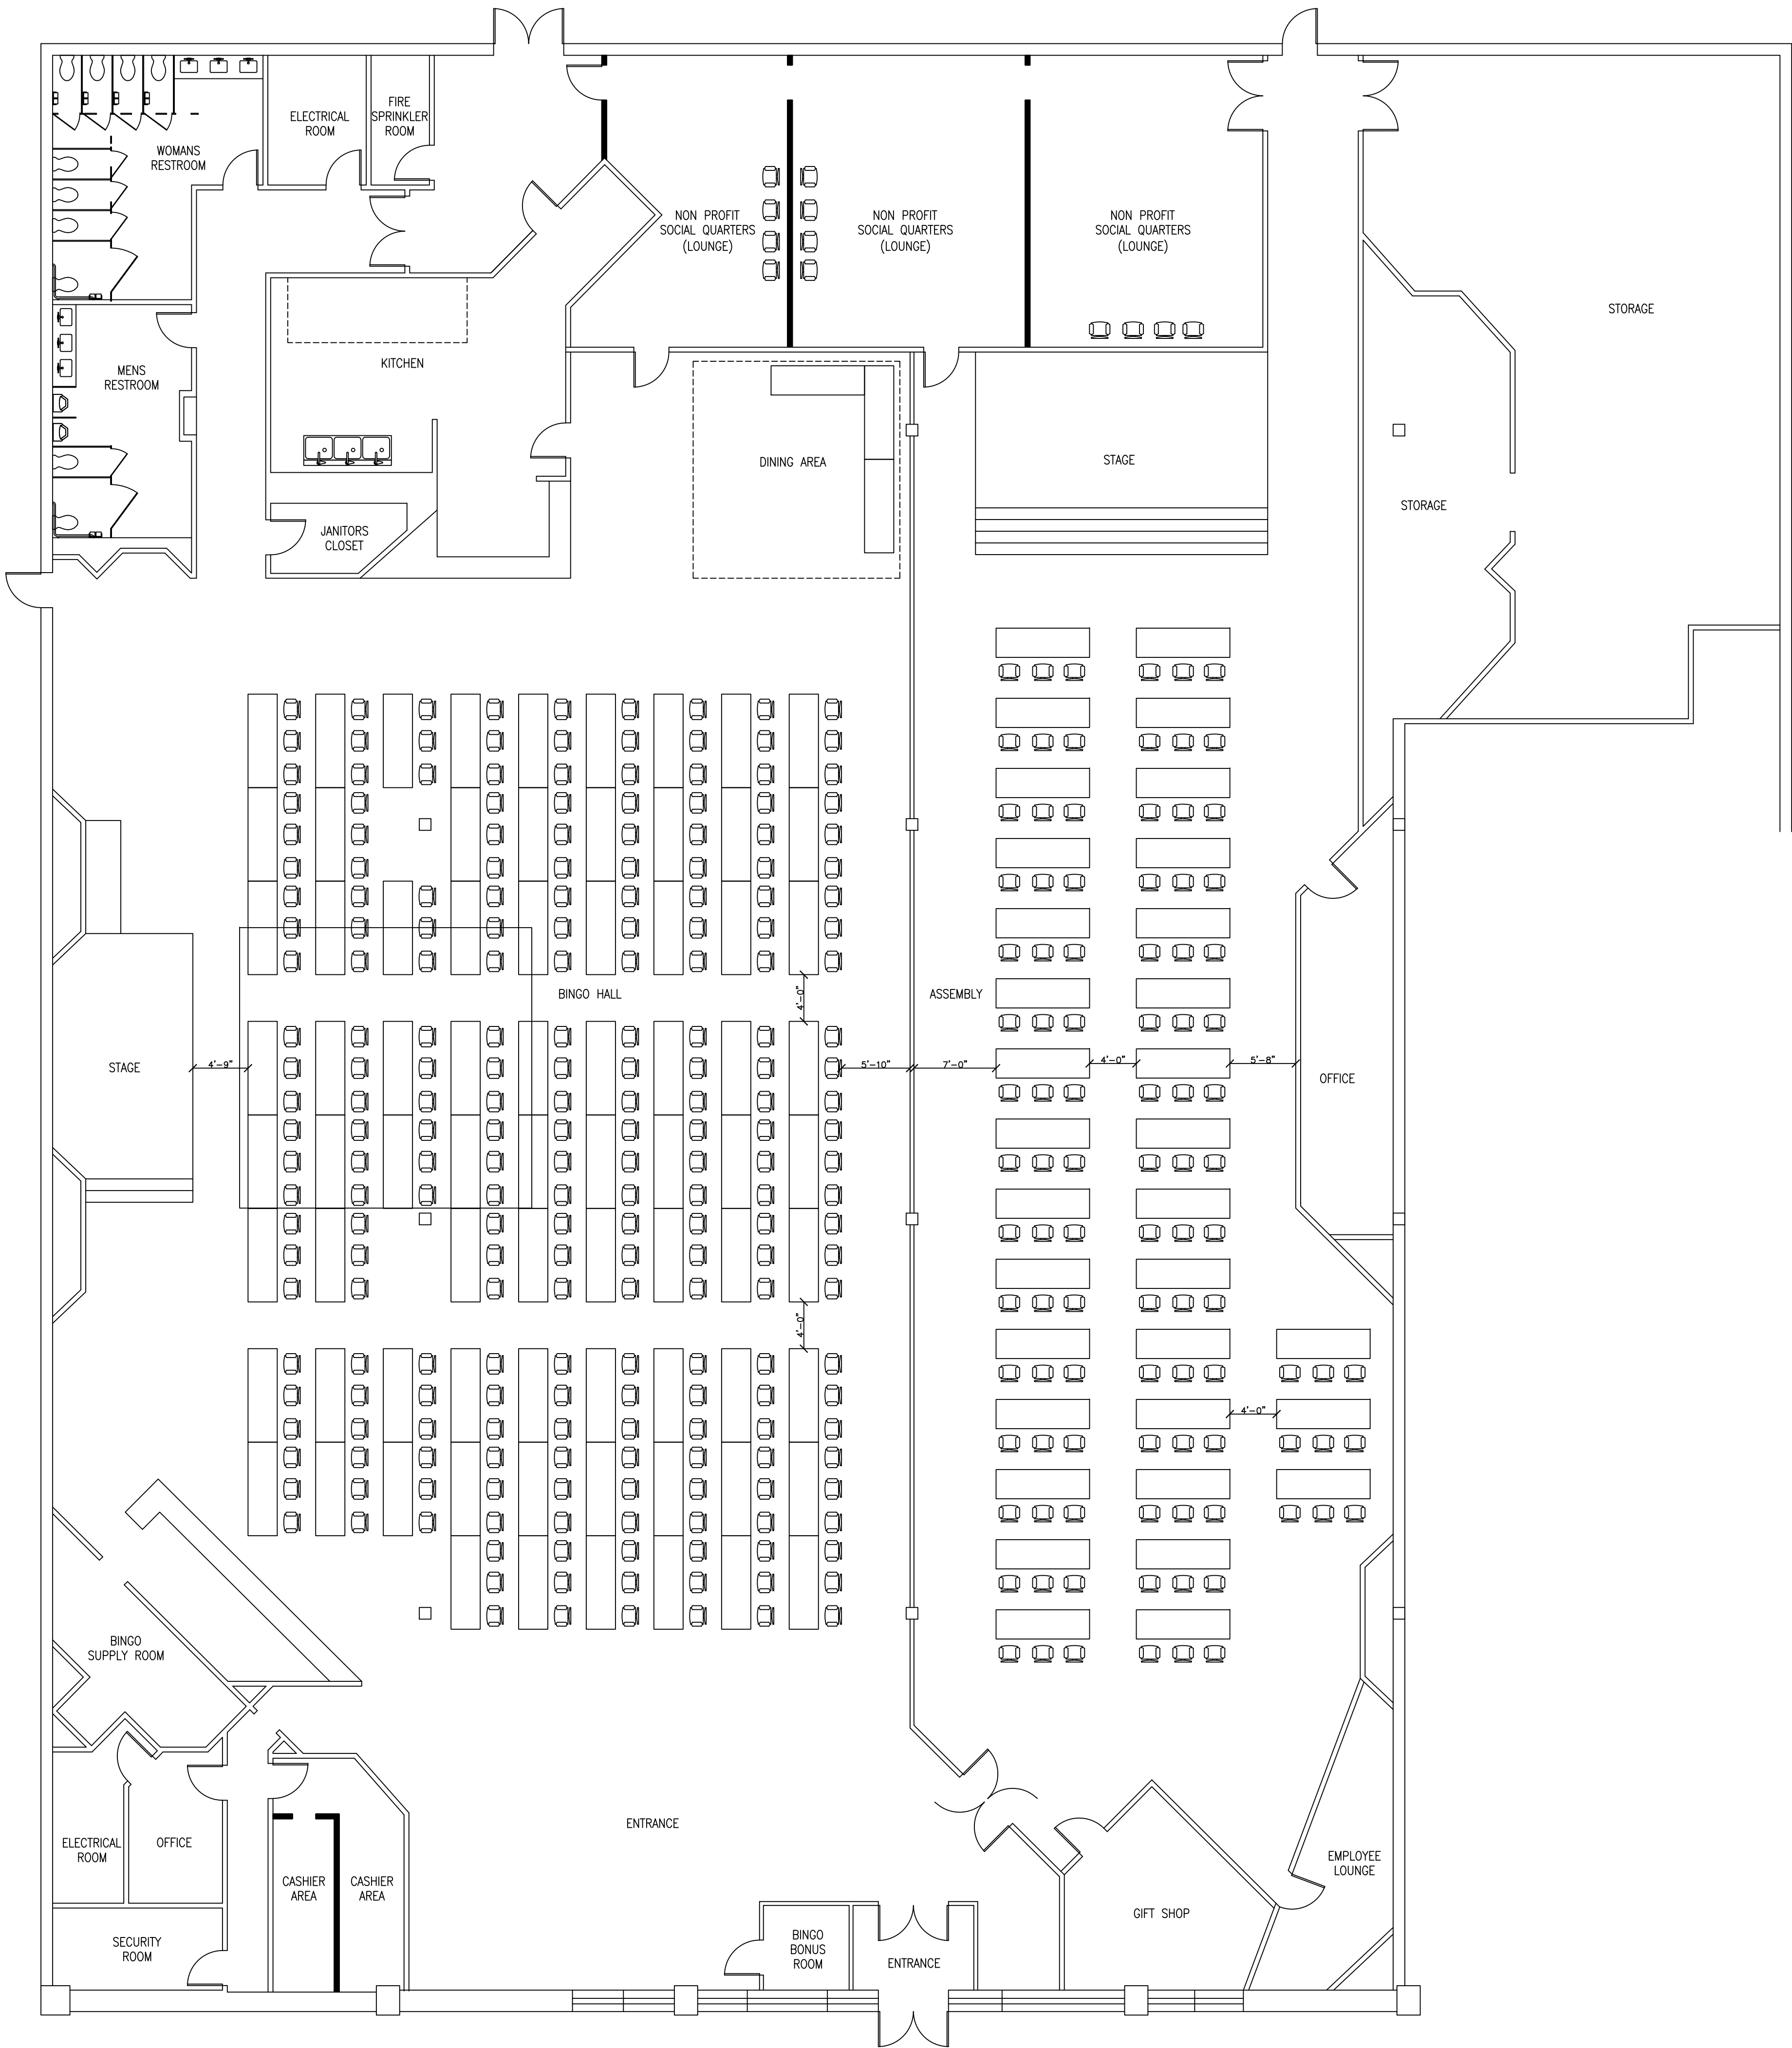 ELECTRICAL
ROOM
FIRE
SPRINKLER
ROOM
WOMANS
RESTROOM
NON PROFIT
SOCIAL QUARTERS
(LOUNGE)
NON PROFIT
SOCIAL QUARTERS
(LOUNGE)
NON PROFIT
SOCIAL QUARTERS
(LOUNGE)
STORAGE
KITCHEN
MENS
RESTROOM
DINING AREA
STAGE
STORAGE
JANITORS
CLOSET
BINGO HALL
4'-0"
ASSEMBLY
STAGE
4'-9"
5'-10"
7'-0"
4'-0"
5'-8"
OFFICE
4'-0"
4'-0"
BINGO
SUPPLY ROOM
ENTRANCE
ELECTRICAL
ROOM
OFFICE
CASHIER
AREA
CASHIER
AREA
EMPLOYEE
LOUNGE
GIFT SHOP
SECURITY
ROOM
BINGO
BONUS
ROOM
ENTRANCE